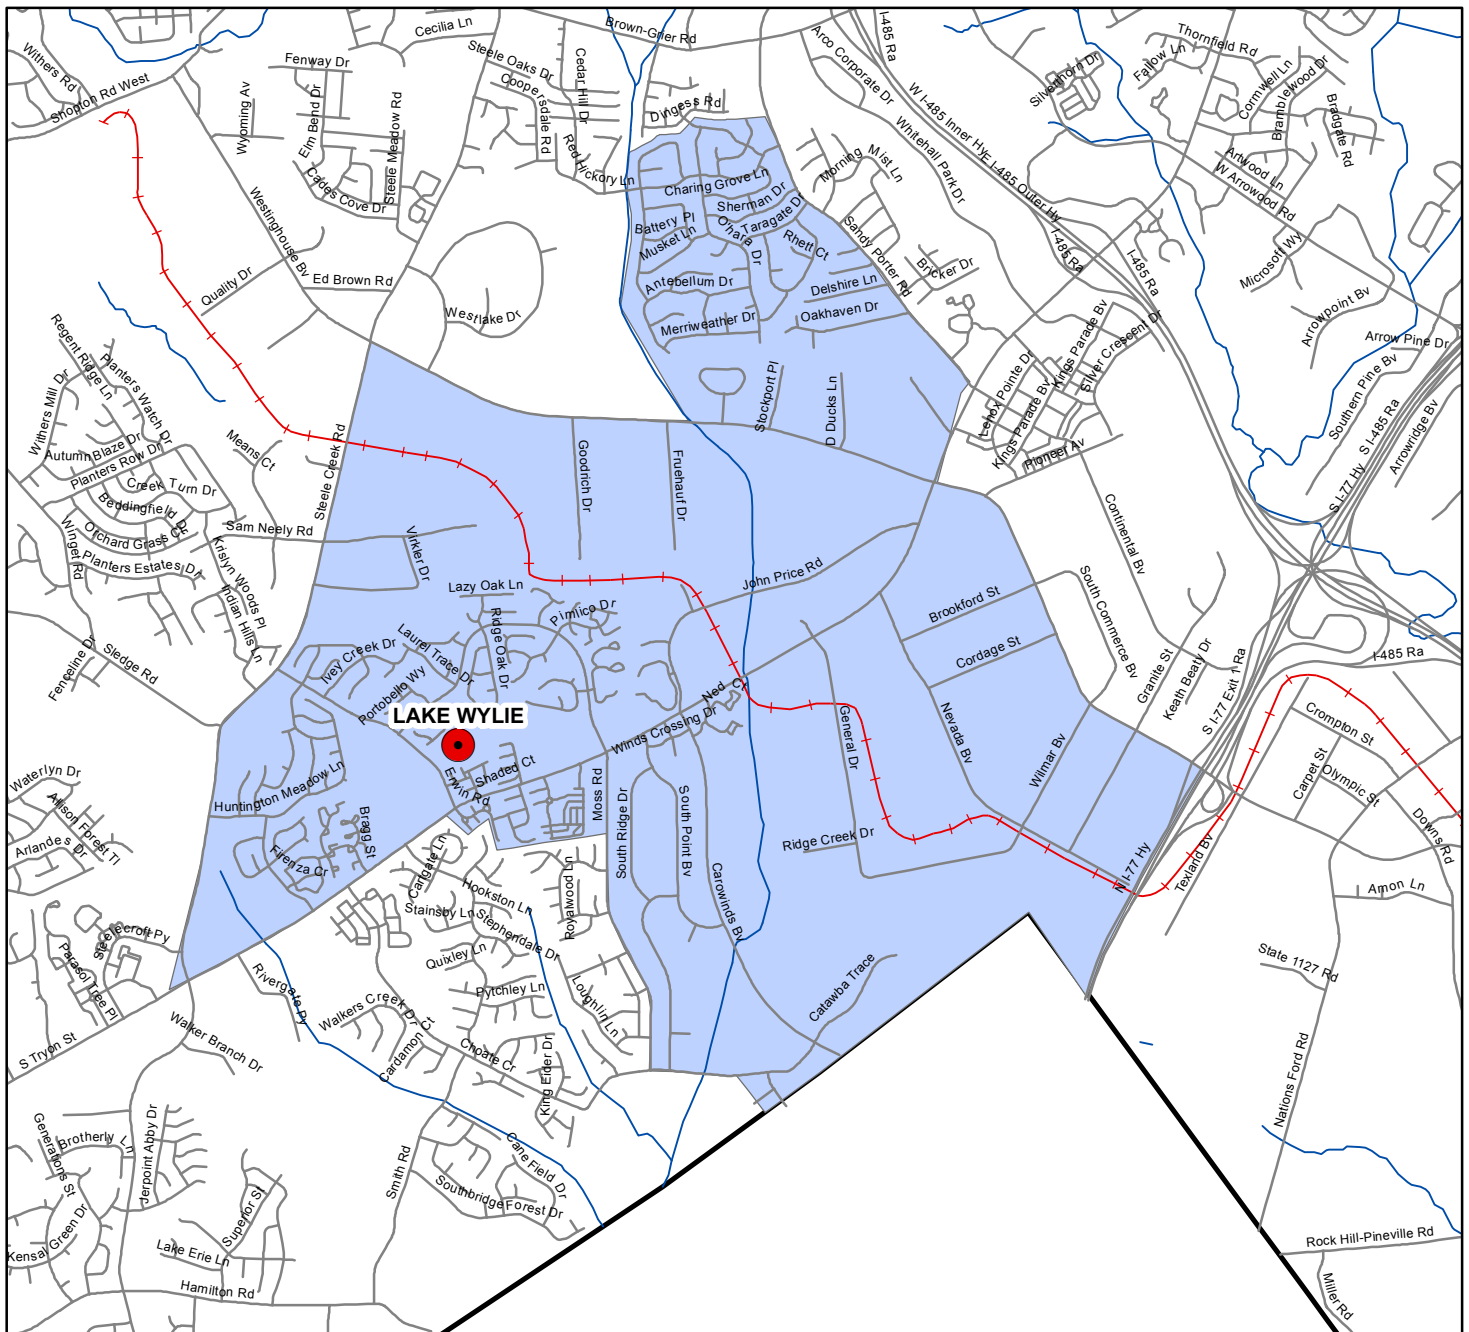 Cecilia Ln
Brown-Grier Rd
I-485 Ra
Thornfield Rd
Withers Rd
Fenway Dr
Steele Oaks Dr
Cedar Hill Dr
Arco Corporate Dr
Silverthorn Dr
Fallow Ln
Cornwell Ln
Bramblewood Dr
Bradgate Rd
Shopton Rd West
Wyoming Av
Elm Bend Dr
Steele Meadow Rd
Coopersdale Rd
Red Hickory Ln
Dingess Rd
W I-485 Inner Hy
E I-485 Outer Hy
Whitehall Park Dr
Morning Mist Ln
Artwood Ln
W Arrowood Rd
Cades Cove Dr
Charing Grove Ln
Sherman Dr
Taragate Dr
Battery Pl
Musket Ln
Ohara Dr
Rhett Ct
Sandy Porter Rd
I-485 Ra
I-485 Ra
Microsoft Wy
Westinghouse Bv
Quality Dr
Ed Brown Rd
Antebellum Dr
Delshire Ln
Bricker Dr
Arrowpoint Bv
Westlake Dr
Merriweather Dr
Oakhaven Dr
Kings Parade Bv
Silver Crescent Dr
Arrow Pine Dr
Regent Ridge Ln
Planters Watch Dr
Withers Mill Dr
Stockport Pl
D Ducks Ln
Lenox Pointe Dr
Kings Parade Bv
Pioneer Av
Southern Pine Bv
S I-485 Ra
Arrowridge Bv
Autumn Blaze Dr
Planters Row Dr
Means Ct
Steele Creek Rd
Goodrich Dr
Fruehauf Dr
S I-77 Hy
Creek Turn Dr
Beddingfield Dr
Orchard Grass Ct
Winget Rd
Planters Estates Dr
Sam Neely Rd
Krislyn Woods Pl
Indian Hills Ln
Virkler Dr
Continental Bv
Lazy Oak Ln
John Price Rd
Pimlico Dr
Brookford St
South Commerce Bv
Fenceline Dr
Sledge Rd
Ivey Creek Dr
Laurel Trace Dr
Ridge Oak Dr
Cordage St
Granite St
Keath Beaty Dr
S I-77 Exit 1 Ra
I-485 Ra
Portobello Wy
Ned Cr
LAKE WYLIE
Winds Crossing Dr
General Dr
Nevada Bv
Wilmar Bv
Crompton St
Carpet St
Olympic St
Waterlyn Dr
Allison Forest Tl
Arlandes Dr
Huntington Meadow Ln
Erwin Rd
Shaded Ct
Moss Rd
South Ridge Dr
South Point Bv
Bragg St
Firenza Cr
Ridge Creek Dr
Downs Rd
N I-77 Hy
Texland Bv
Amon Ln
Cartgate Ln
Hookston Ln
Stainsby Ln
Stephendale Dr
Royalwood Ln
Carowinds Bv
Steelecroft Py
Parasol Tree Pl
Quixley Ln
Pytchley Ln
Loughlin Ln
Catawba Trace
State 1127 Rd
Rivergate Py
Walkers Creek Dr
Cardamon Ct
Choate Cr
King Eider Dr
S Tryon St
Walker Branch Dr
Nations Ford Rd
Generations St
Brotherly Ln
Jerpoint Abby Dr
Smith Rd
Cane Field Dr
Southbridge Forest Dr
Superior St
Kensal Green Dr
Lake Erie Ln
Hamilton Rd
Rock Hill-Pineville Rd
Miller Rd